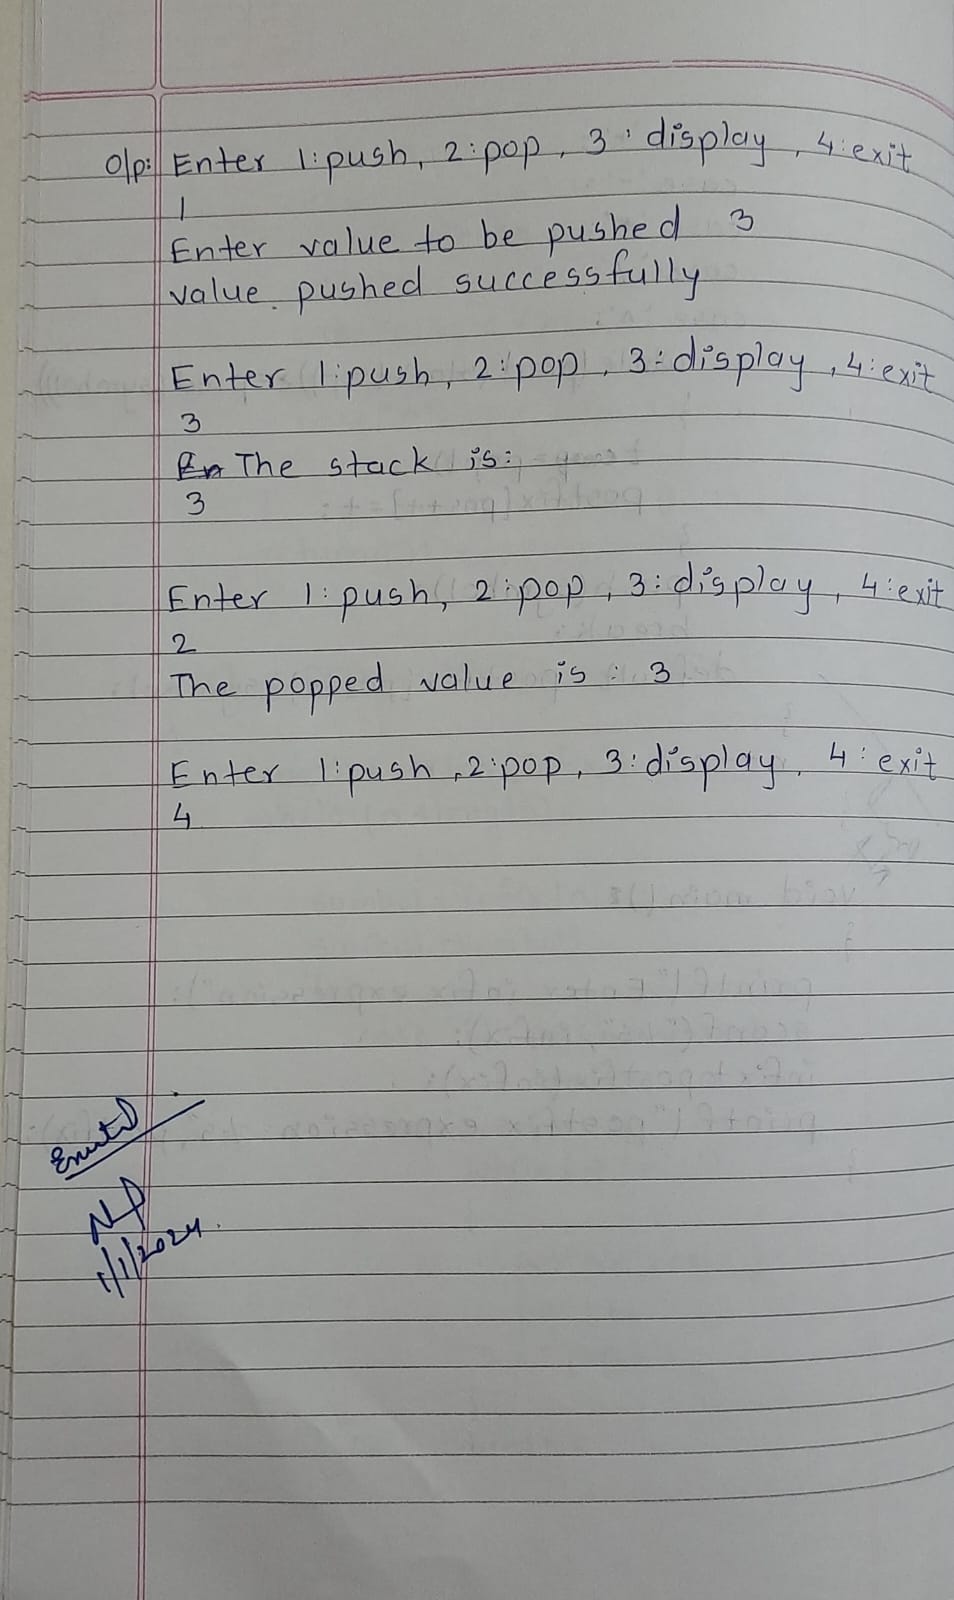 o/p: Enter 1:push, 2:pop, 3:display, 4:exit
1
Enter value to be pushed 3
value pushed successfully
Enter 1:push, 2:pop, 3:display, 4:exit
3
The stack is:
3
Enter 1:push, 2:pop, 3:display, 4:exit
2
The popped value is : 3
Enter 1:push, 2:pop, 3:display, 4:exit
4
1/1/2024